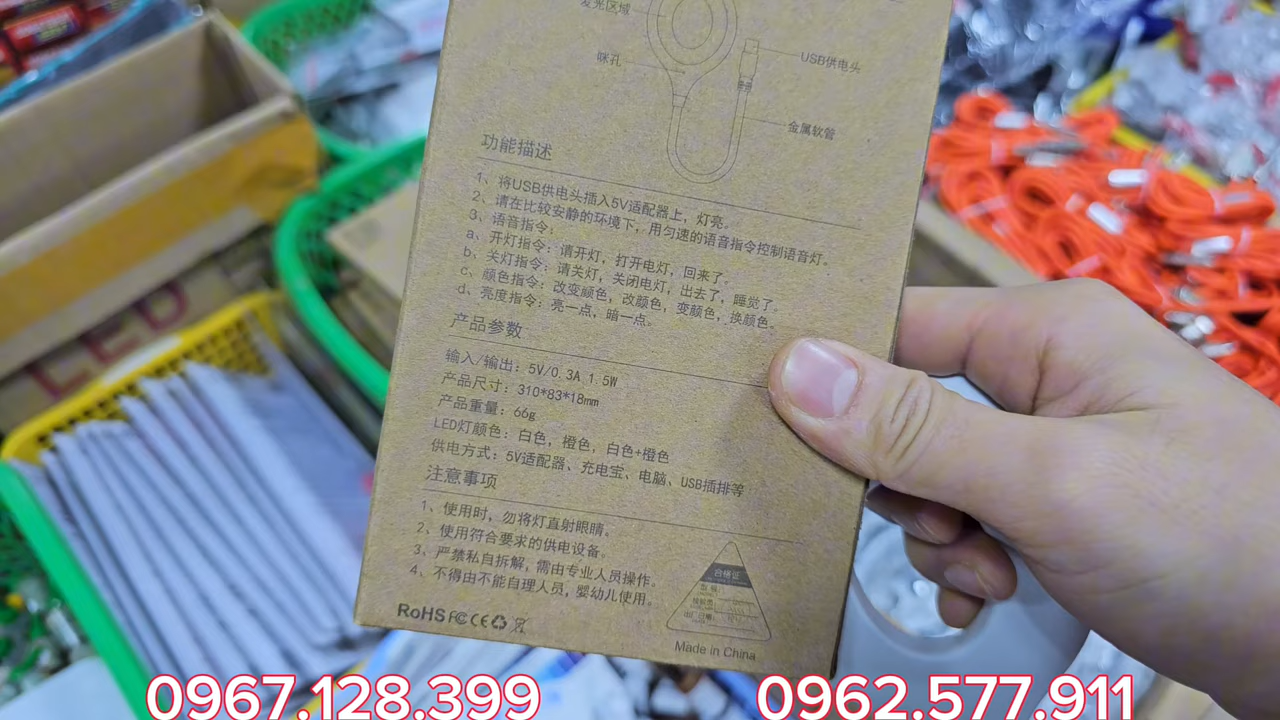 发光区域
咪孔
USB供电头
金属软管
功能描述
1、将USB供电头插入5V适配器上，灯亮。
2、请在比较安静的环境下，用匀速的语音指令控制语音灯。
3、语音指令：
a、开灯指令：请开灯，打开电灯，回来了。
b、关灯指令：请关灯，关闭电灯，出去了，睡觉了。
c、颜色指令：改变颜色，改颜色，变颜色，换颜色。
d、亮度指令：亮一点，暗一点。
产品参数
输入/输出：5V/0.3A 1.5W
产品尺寸：310*83*18mm
产品重量：66g
LED灯颜色：白色，橙色，白色+橙色
供电方式：5V适配器、充电宝、电脑、USB插排等
注意事项
1、使用时，勿将灯直射眼睛。
2、使用符合要求的供电设备。
3、严禁私自拆解，需由专业人员操作。
4、不得由不能自理人员，婴幼儿使用。
合格证
RoHS FC CE
Made in China
LED
0967.128.399
0962.577.911